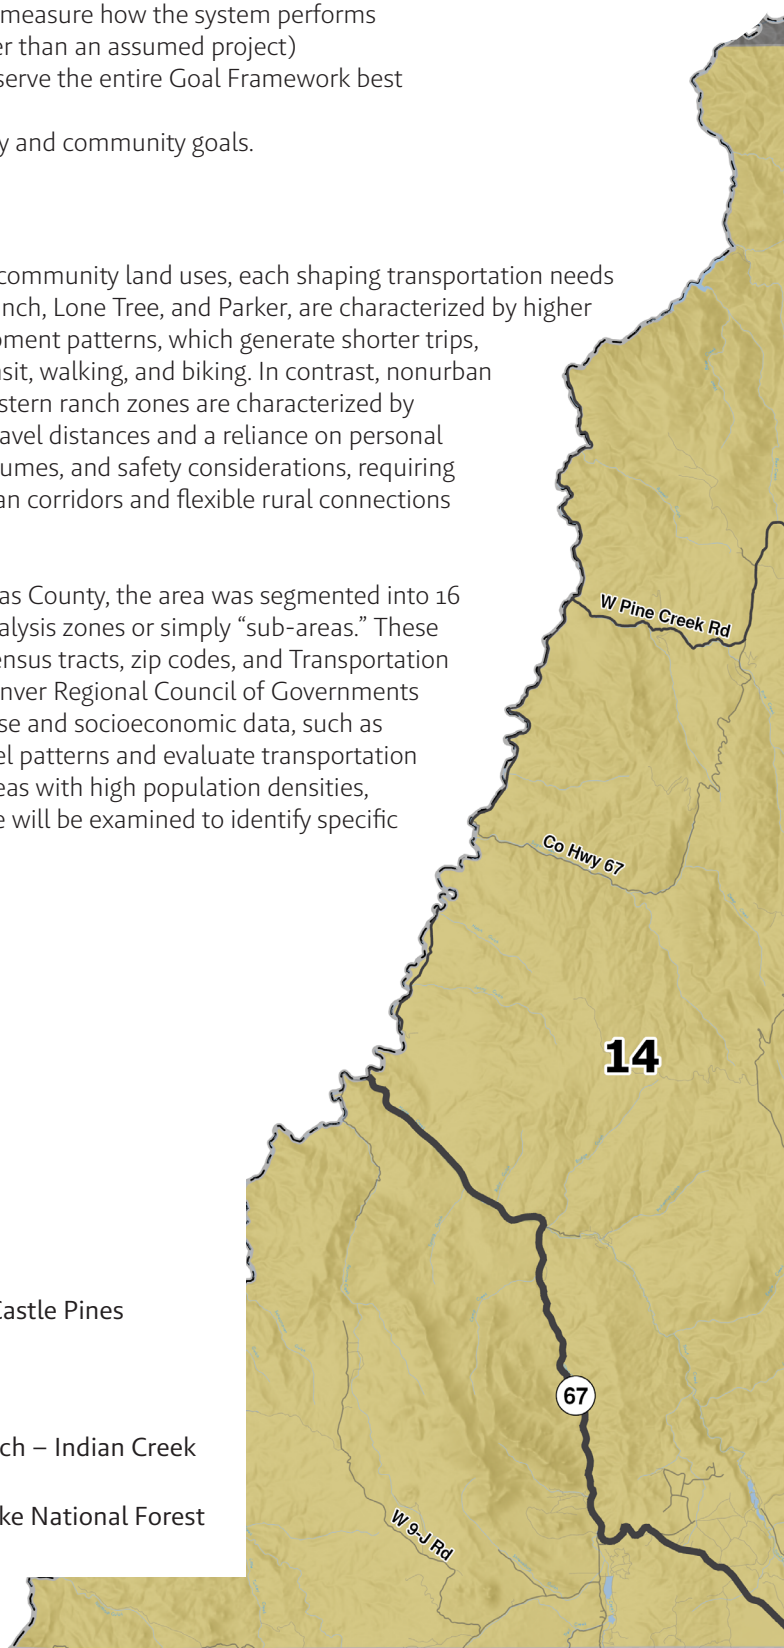 measure how the system performs
er than an assumed project)
serve the entire Goal Framework best
y and community goals.
community land uses, each shaping transportation needs
nch, Lone Tree, and Parker, are characterized by higher
pment patterns, which generate shorter trips,
nsit, walking, and biking. In contrast, nonurban
stern ranch zones are characterized by
avel distances and a reliance on personal
umes, and safety considerations, requiring
an corridors and flexible rural connections
as County, the area was segmented into 16
alysis zones or simply “sub-areas.” These
ensus tracts, zip codes, and Transportation
nver Regional Council of Governments
se and socioeconomic data, such as
el patterns and evaluate transportation
eas with high population densities,
e will be examined to identify specific
W Pine Creek Rd
Co Hwy 67
14
Castle Pines
67
ch – Indian Creek
ke National Forest
W 9-J Rd